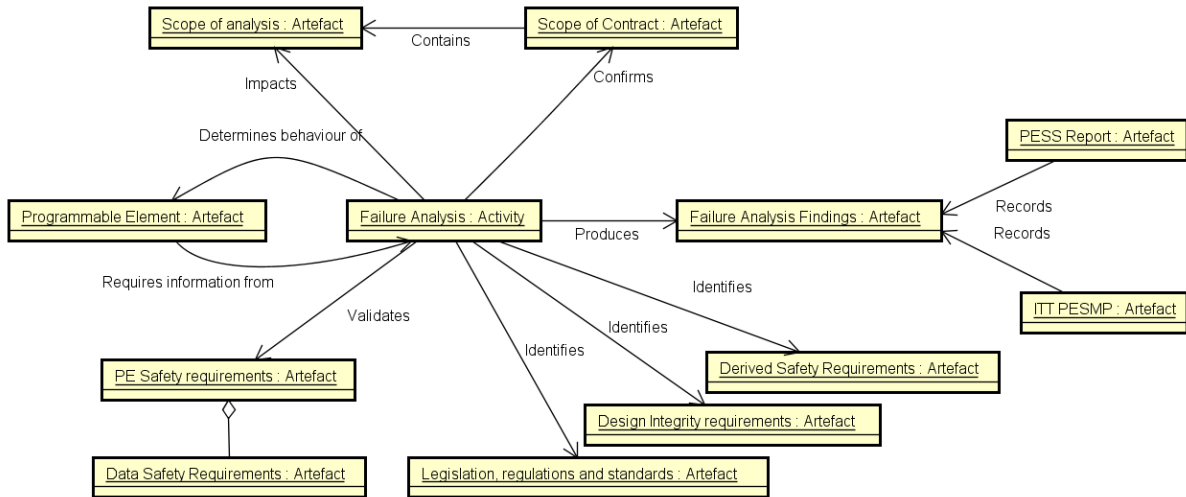 Scope of analysis : Artefact
Scope of Contract : Artefact
Contains
Impacts
Confirms
Determines behaviour of
PESS Report : Artefact
Programmable Element : Artefact
Failure Analysis : Activity
Produces
Failure Analysis Findings : Artefact
Records
Records
Requires information from
Identifies
ITT PESMP : Artefact
Validates
Identifies
Identifies
PE Safety requirements : Artefact
Derived Safety Requirements : Artefact
Design Integrity requirements : Artefact
Data Safety Requirements : Artefact
Legislation, regulations and standards : Artefact